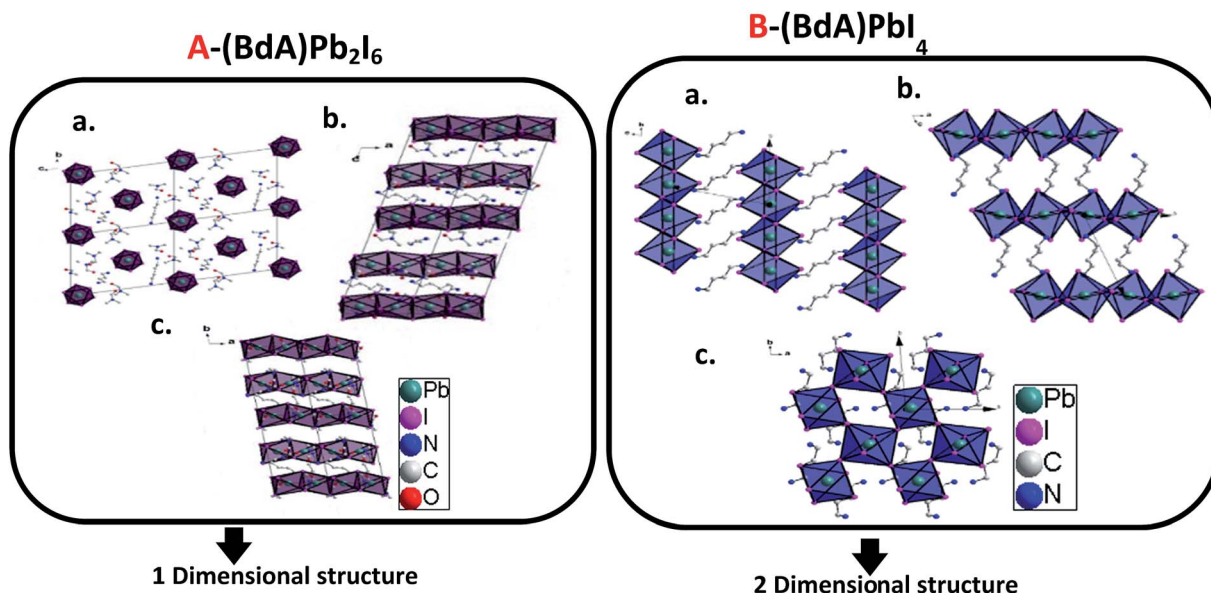 A-(BdA)Pb₂I₆
B-(BdA)PbI₄
a.
b
c
b.
a
c.
b
a
Pb
I
N
C
O
a.
b
c
b.
a
c
c.
b
a
Pb
I
C
N
1 Dimensional structure
2 Dimensional structure